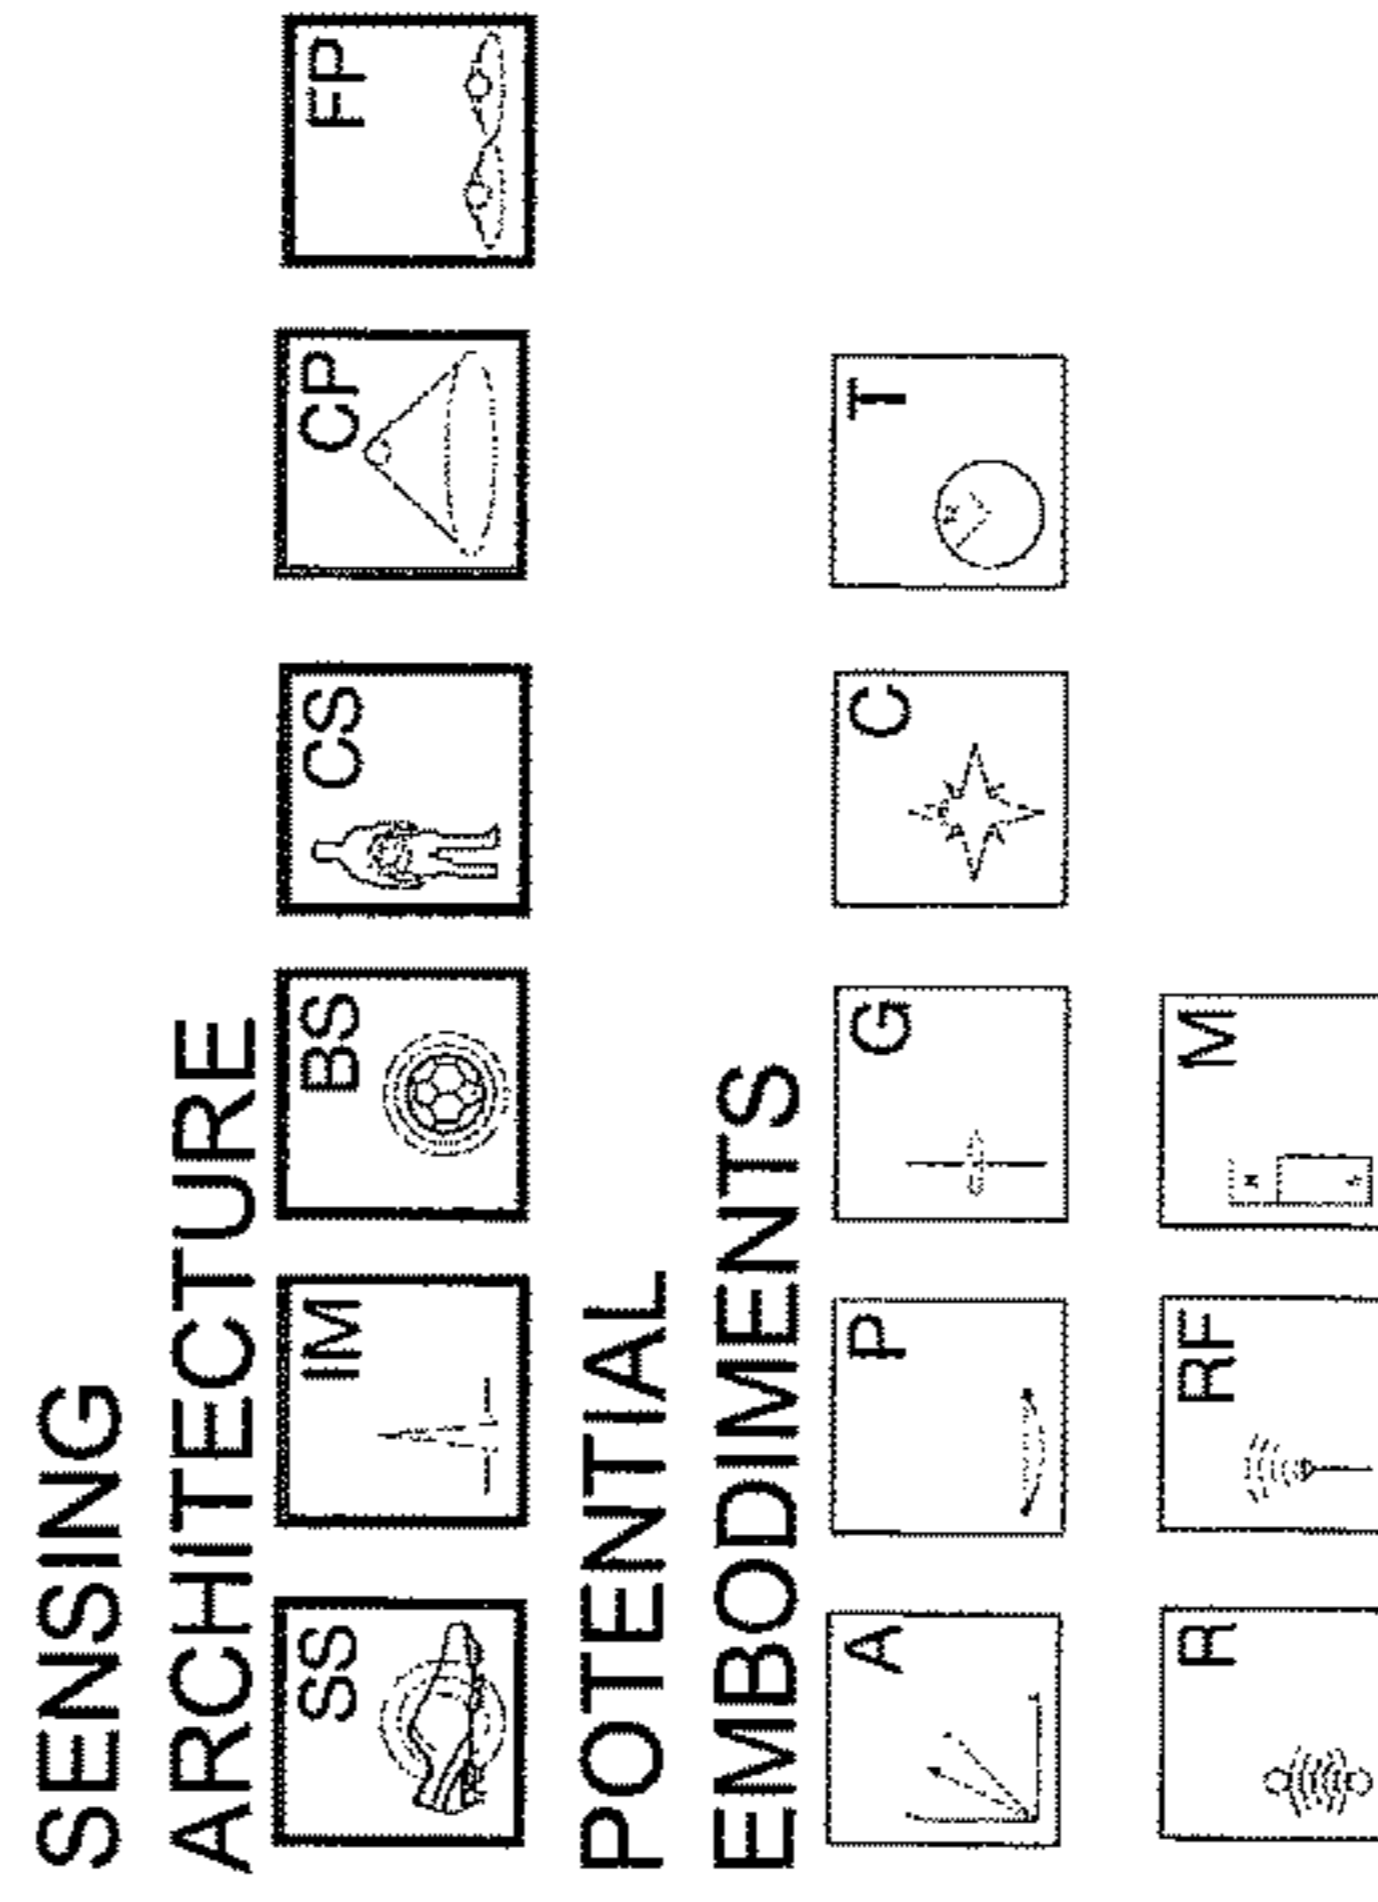 SENSING
ARCHITECTURE
SS IM BS CS CP FP
POTENTIAL
EMBODIMENTS
A P G C T
R RF M